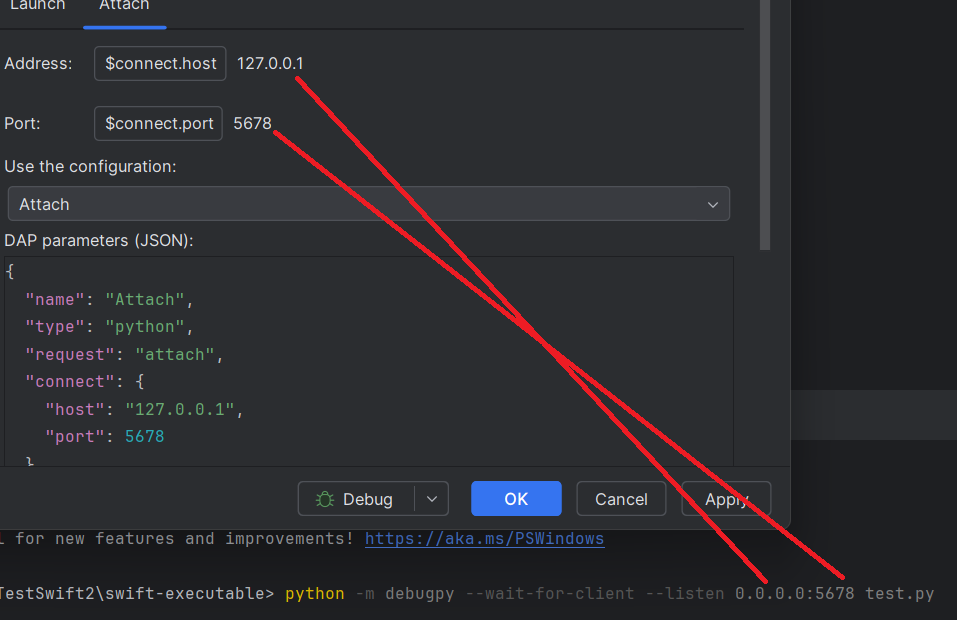 Launch Attach
Address: $connect.host 127.0.0.1
Port: $connect.port 5678
Use the configuration:
Attach
DAP parameters (JSON):
{
"name": "Attach",
"type": "python",
"request": "attach",
"connect": {
"host": "127.0.0.1",
"port": 5678
}
Debug OK Cancel Apply
l for new features and improvements! https://aka.ms/PSWindows
TestSwift2\swift-executable> python -m debugpy --wait-for-client --listen 0.0.0.0:5678 test.py